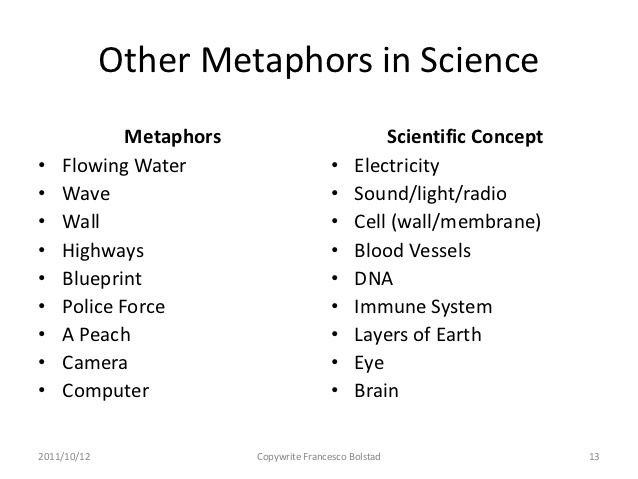 Other Metaphors in Science
Metaphors
• Flowing Water
• Wave
• Wall
• Highways
• Blueprint
• Police Force
• A Peach
• Camera
• Computer
Scientific Concept
• Electricity
• Sound/light/radio
• Cell (wall/membrane)
• Blood Vessels
• DNA
• Immune System
• Layers of Earth
• Eye
• Brain
2011/10/12
Copywrite Francesco Bolstad
13